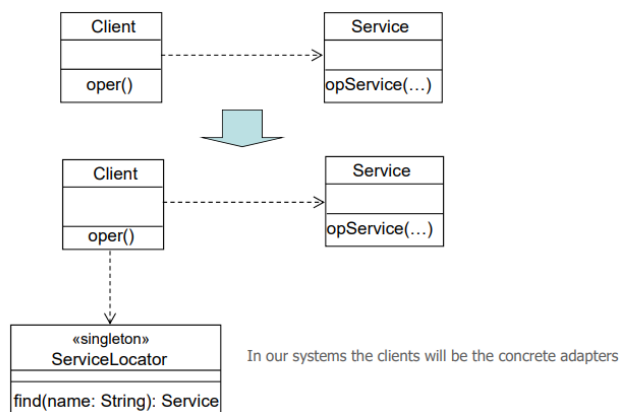 Client
Service
oper()
opService(...)
Client
Service
oper()
opService(...)
«singleton»
ServiceLocator
In our systems the clients will be the concrete adapters
find(name: String): Service